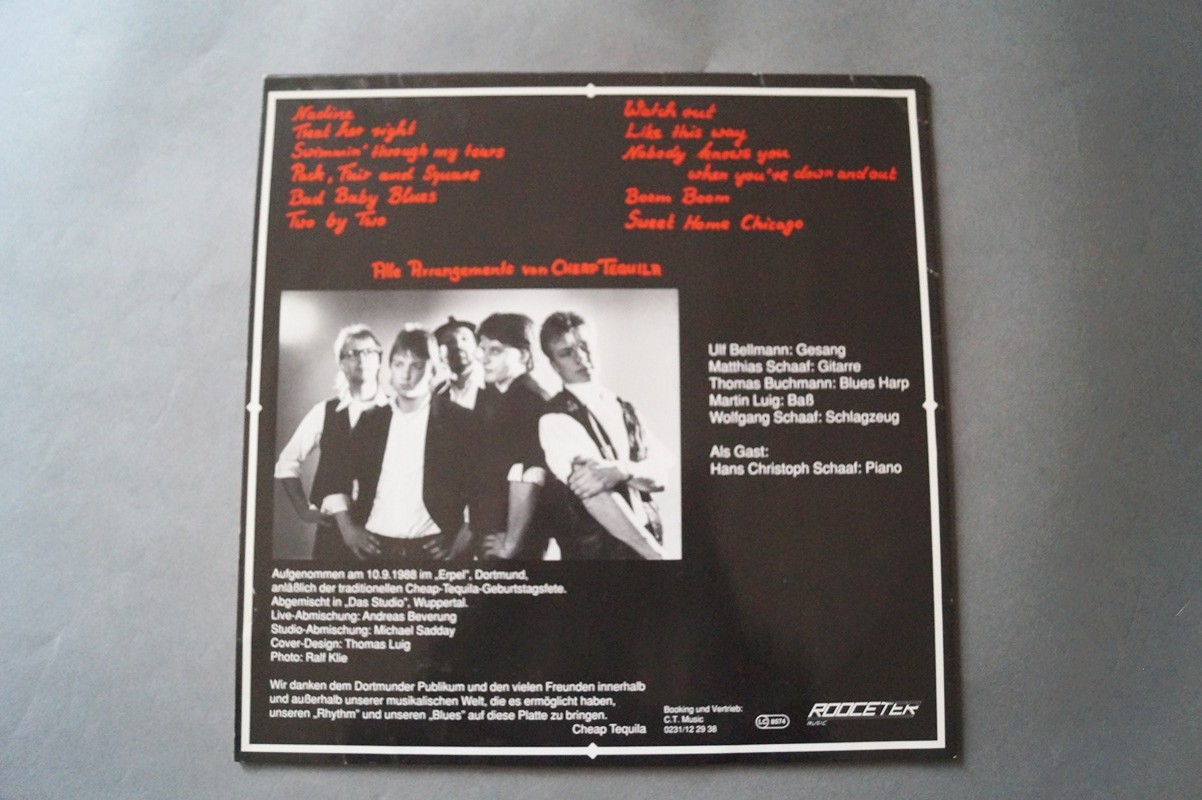 Nadine
Treat her right
Swimmin' through my tears
Push, Fair and Square
Bad Baby Blues
Two by Two
Watch out
Like this way
Nobody knows you
when you've down and out
Boom Boom
Sweet Home Chicago
Alle Arrangements von CHEAP TEQUILA
Ulf Bellmann: Gesang
Matthias Schaaf: Gitarre
Thomas Buchmann: Blues Harp
Martin Luig: Baß
Wolfgang Schaaf: Schlagzeug
Als Gast:
Hans Christoph Schaaf: Piano
Aufgenommen am 10.9.1988 im „Erpel", Dortmund,
anläßlich der traditionellen Cheap-Tequila-Geburtstagsfete.
Abgemischt in „Das Studio", Wuppertal.
Live-Abmischung: Andreas Beverung
Studio-Abmischung: Michael Sadday
Cover-Design: Thomas Luig
Photo: Ralf Klie
Wir danken dem Dortmunder Publikum und den vielen Freunden innerhalb
und außerhalb unserer musikalischen Welt, die es ermöglicht haben,
unseren „Rhythm" und unseren „Blues" auf diese Platte zu bringen.
Cheap Tequila
Booking und Vertrieb:
C.T. Music
0231/12 29 36
LC 8574
ROOCETER
MUSIC